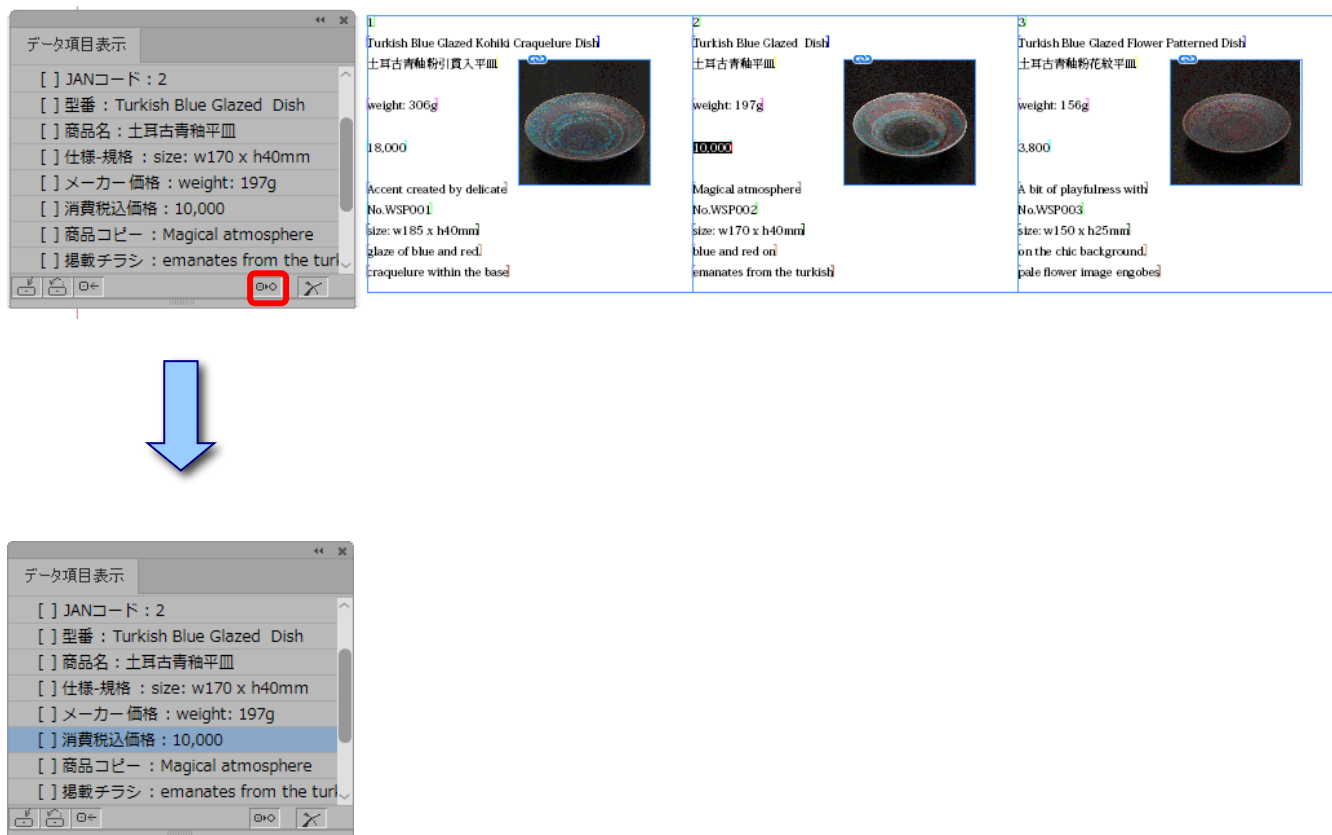 データ項目表示
[ ] JANコード : 2
[ ] 型番 : Turkish Blue Glazed  Dish
[ ] 商品名 : 土耳古青釉平皿
[ ] 仕様-規格 : size: w170 x h40mm
[ ] メーカー価格 : weight: 197g
[ ] 消費税込価格 : 10,000
[ ] 商品コピー : Magical atmosphere
[ ] 掲載チラシ : emanates from the turk
1
Turkish Blue Glazed Kohiki Craquelure Dish
土耳古青釉粉引貫入平皿
weight: 306g
18,000
Accent created by delicate
No.WSP001
size: w185 x h40mm
glaze of blue and red.
craquelure within the base
2
Turkish Blue Glazed  Dish
土耳古青釉平皿
weight: 197g
10,000
Magical atmosphere
No.WSP002
size: w170 x h40mm
blue and red on
emanates from the turkish
3
Turkish Blue Glazed Flower Patterned Dish
土耳古青釉粉花紋平皿
weight: 156g
3,800
A bit of playfulness with
No.WSP003
size: w150 x h25mm
on the chic background.
pale flower image engobes
データ項目表示
[ ] JANコード : 2
[ ] 型番 : Turkish Blue Glazed  Dish
[ ] 商品名 : 土耳古青釉平皿
[ ] 仕様-規格 : size: w170 x h40mm
[ ] メーカー価格 : weight: 197g
[ ] 消費税込価格 : 10,000
[ ] 商品コピー : Magical atmosphere
[ ] 掲載チラシ : emanates from the turk